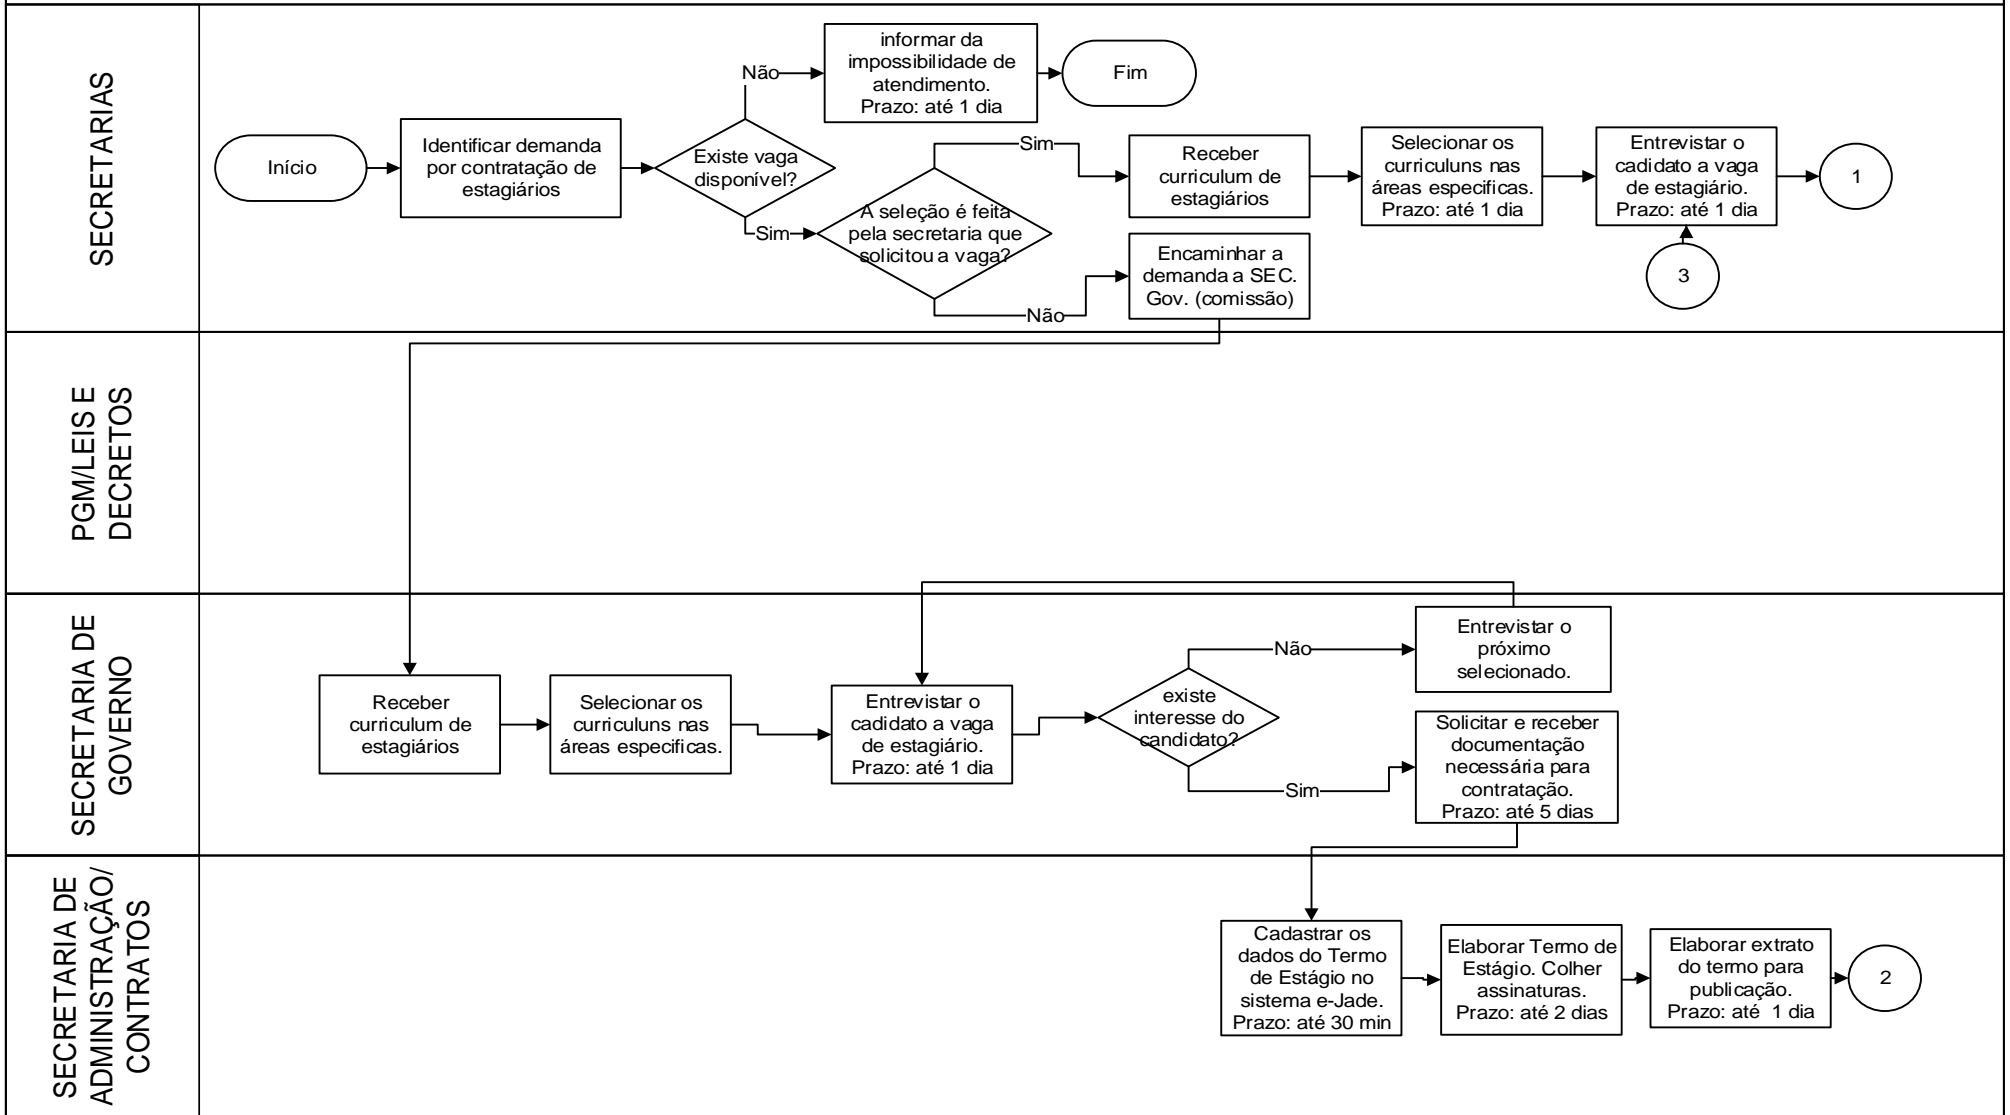 SECRETARIAS
informar da
impossibilidade de
atendimento.
Prazo: até 1 dia
Fim
Não
Início
Identificar demanda
por contratação de
estagiários
Existe vaga
disponível?
Sim
A seleção é feita
pela secretaria que
solicitou a vaga?
Sim
Receber
curriculum de
estagiários
Selecionar os
curriculuns nas
áreas especificas.
Prazo: até 1 dia
Entrevistar o
cadidato a vaga
de estagiário.
Prazo: até 1 dia
1
3
Não
Encaminhar a
demanda a SEC.
Gov. (comissão)
PGM/LEIS E
DECRETOS
SECRETARIA DE
GOVERNO
Receber
curriculum de
estagiários
Selecionar os
curriculuns nas
áreas especificas.
Entrevistar o
cadidato a vaga
de estagiário.
Prazo: até 1 dia
existe
interesse do
candidato?
Não
Entrevistar o
próximo
selecionado.
Sim
Solicitar e receber
documentação
necessária para
contratação.
Prazo: até 5 dias
SECRETARIA DE
ADMINISTRAÇÃO/
CONTRATOS
Cadastrar os
dados do Termo
de Estágio no
sistema e-Jade.
Prazo: até 30 min
Elaborar Termo de
Estágio. Colher
assinaturas.
Prazo: até 2 dias
Elaborar extrato
do termo para
publicação.
Prazo: até  1 dia
2